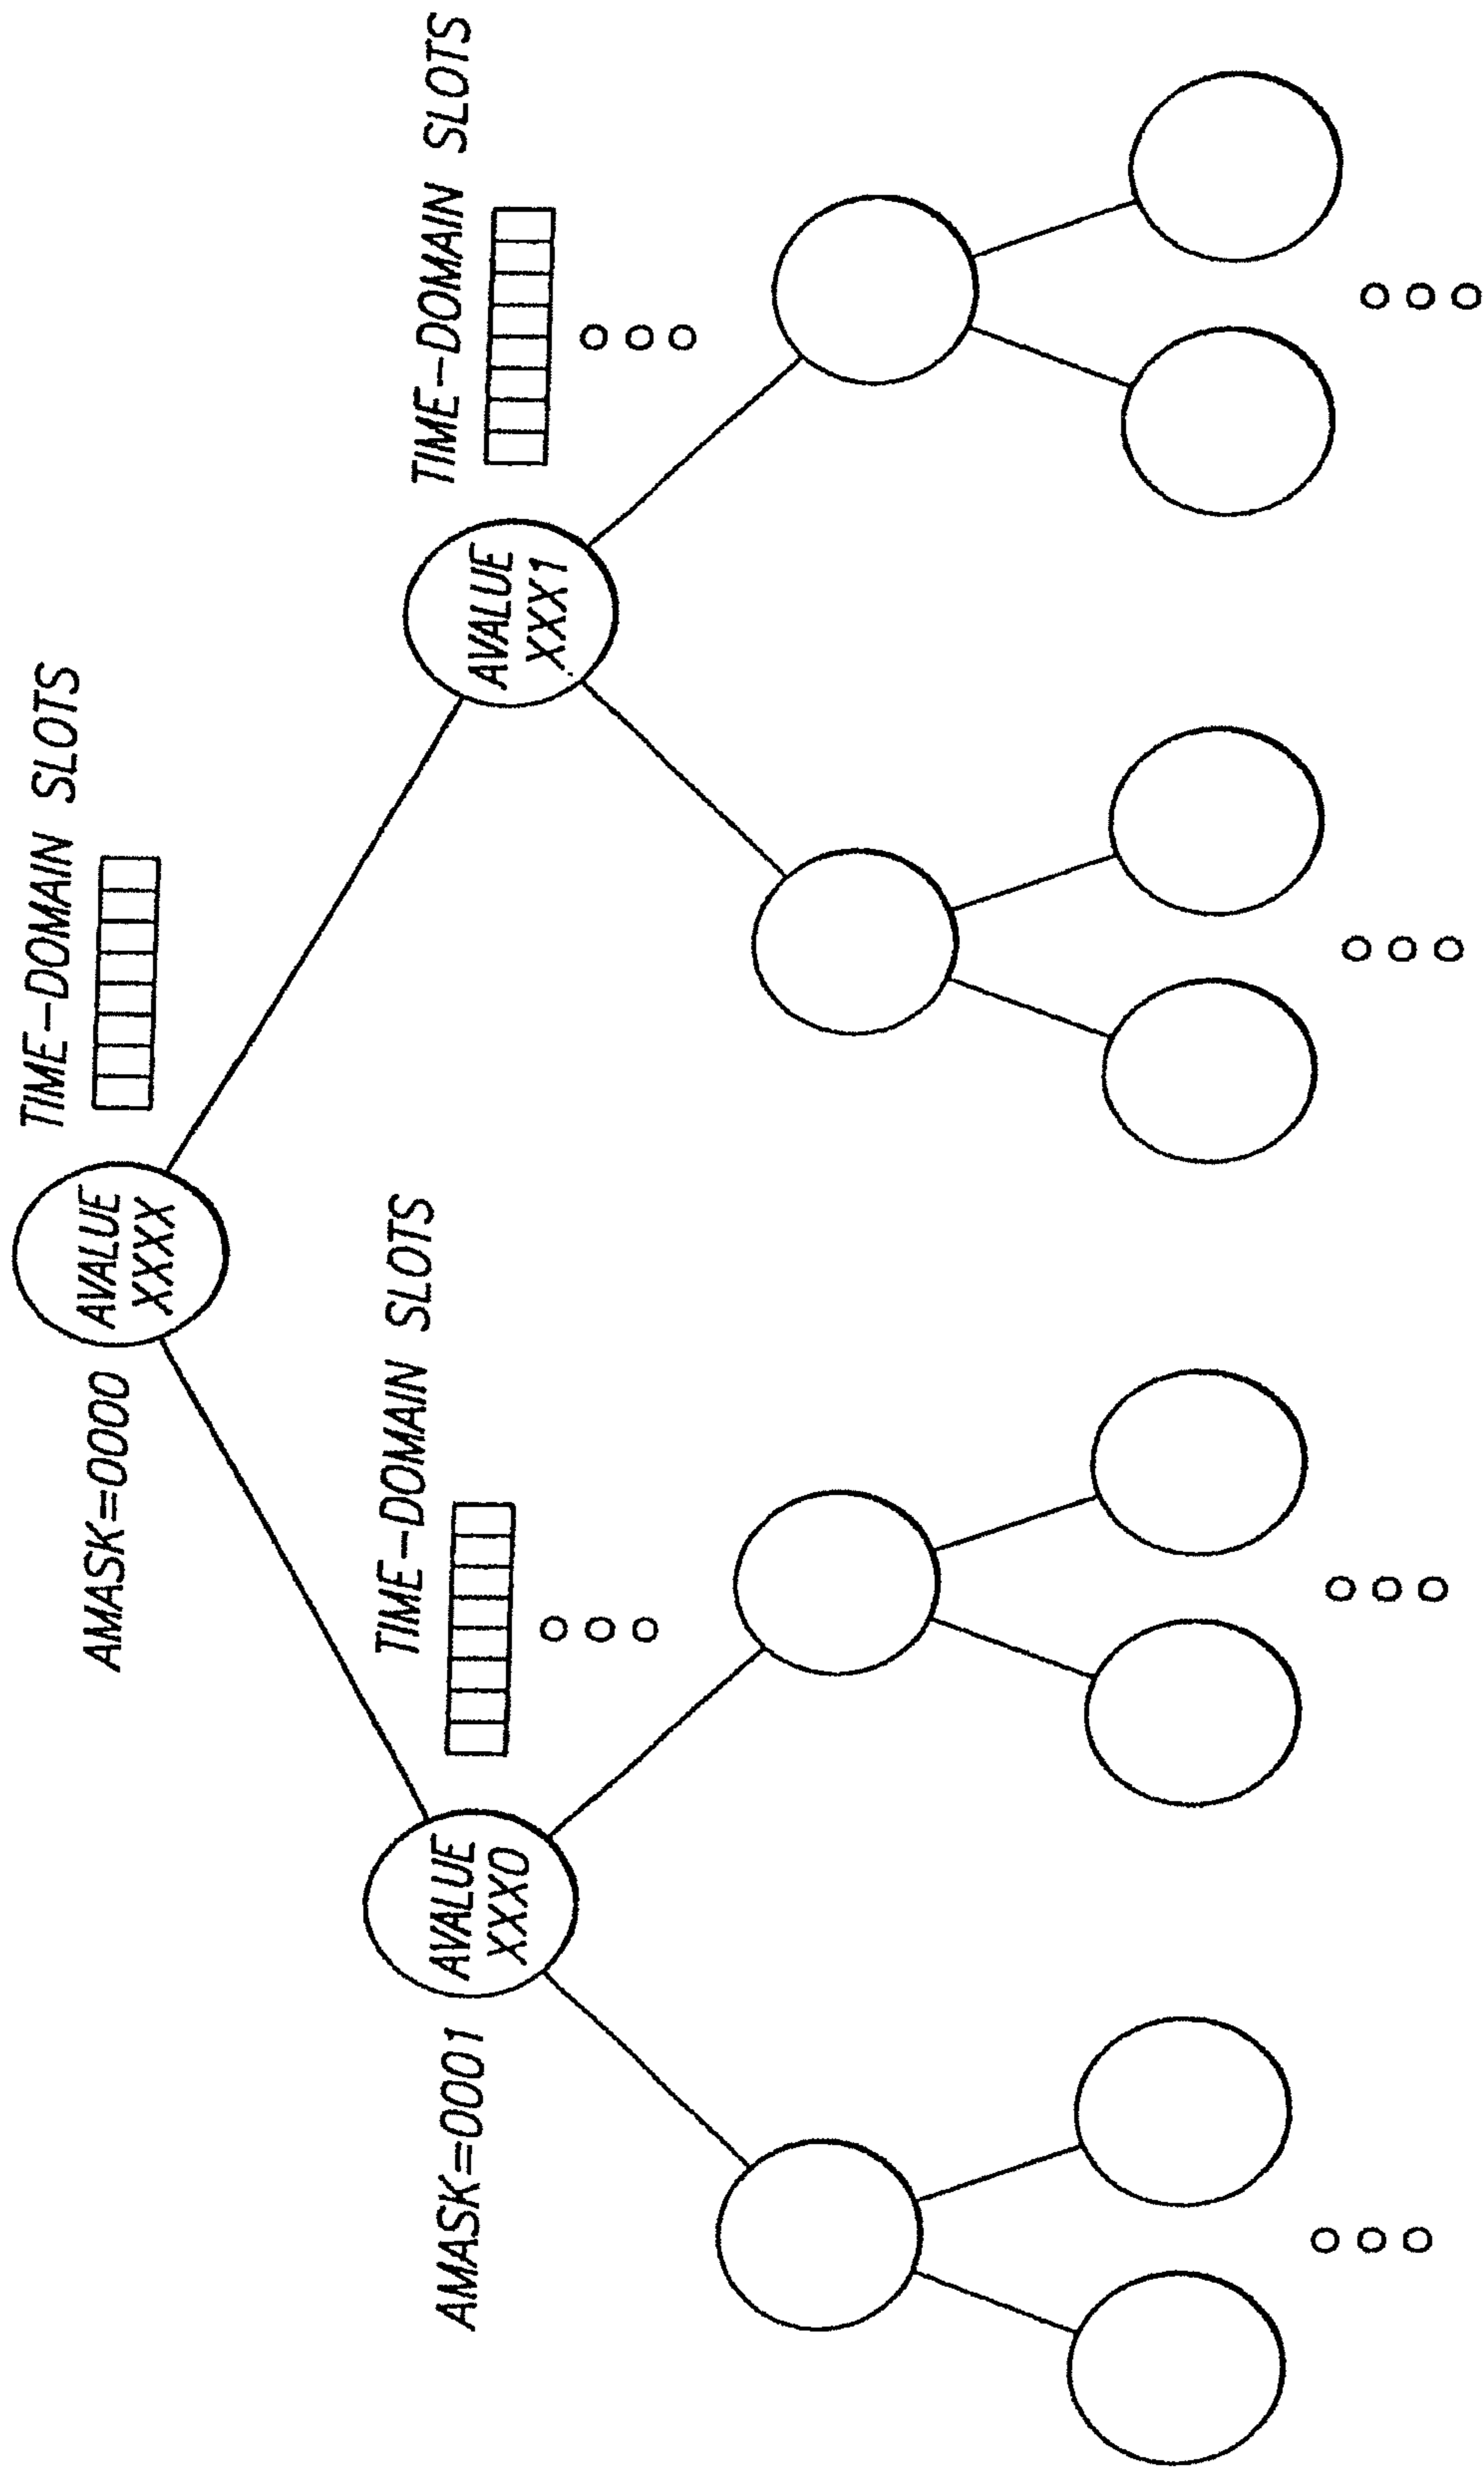 TIME-DOMAIN SLOTS
AMASK=0000
AVALUE
XXXX
TIME-DOMAIN SLOTS
TIME-DOMAIN SLOTS
AMASK=0001
AVALUE
XXX0
AVALUE
XXX1